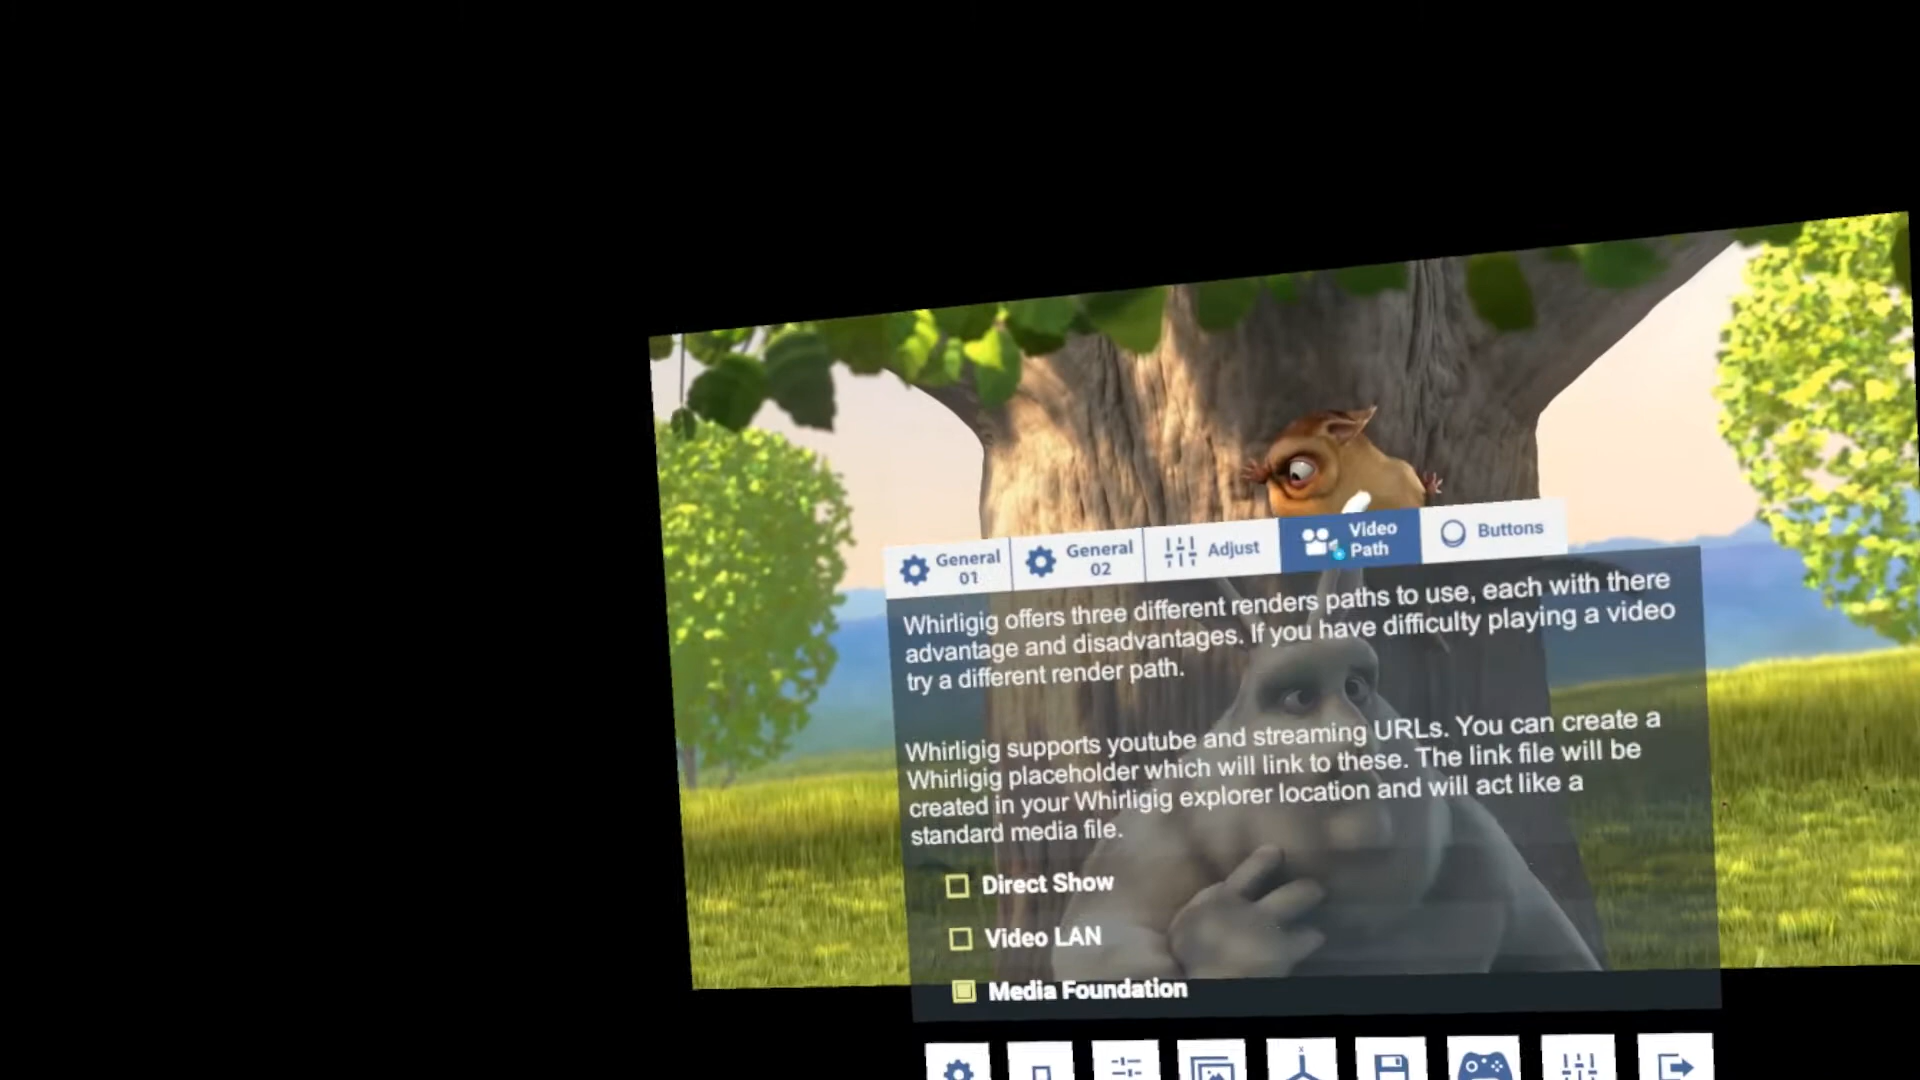 General
01
General
02
Adjust
Video
Path
Buttons
Whirligig offers three different renders paths to use, each with there
advantage and disadvantages. If you have difficulty playing a video
try a different render path.
Whirligig supports youtube and streaming URLs. You can create a
Whirligig placeholder which will link to these. The link file will be
created in your Whirligig explorer location and will act like a
standard media file.
Direct Show
Video LAN
Media Foundation
x